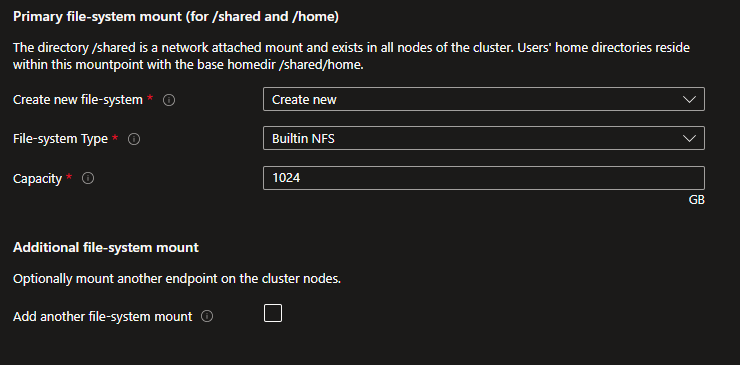 Primary file-system mount (for /shared and /home)
The directory /shared is a network attached mount and exists in all nodes of the cluster. Users' home directories reside
within this mountpoint with the base homedir /shared/home.
Create new file-system *
Create new
File-system Type *
Builtin NFS
Capacity *
1024
GB
Additional file-system mount
Optionally mount another endpoint on the cluster nodes.
Add another file-system mount